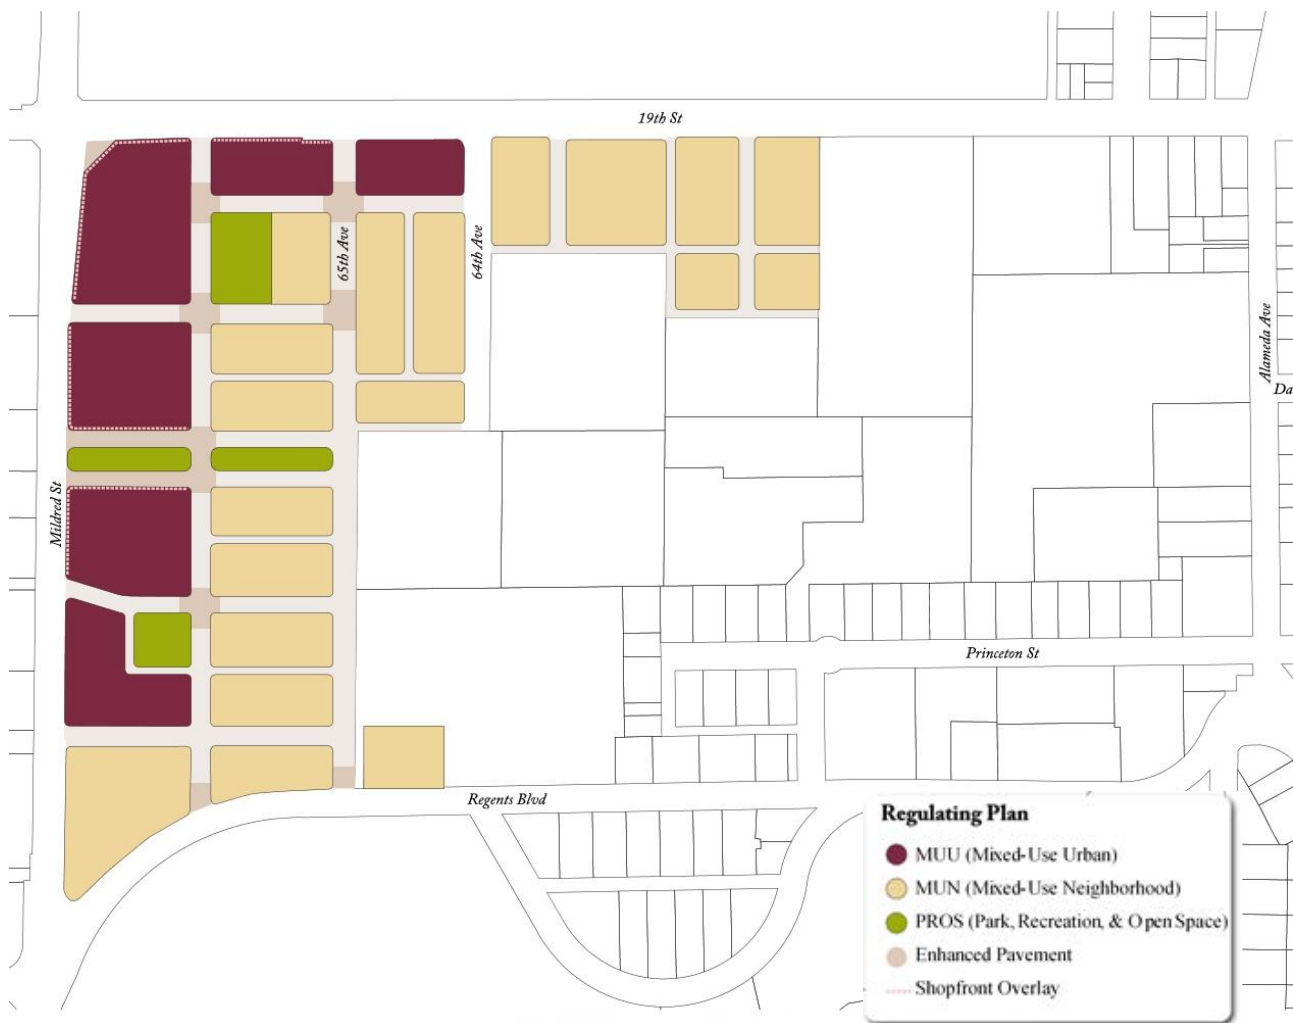 19th St
65th Ave
64th Ave
Alameda Ave
Da
Mildred St
Princeton St
Regents Blvd
Regulating Plan
MUU (Mixed-Use Urban)
MUN (Mixed-Use Neighborhood)
PROS (Park, Recreation, & Open Space)
Enhanced Pavement
Shopfront Overlay